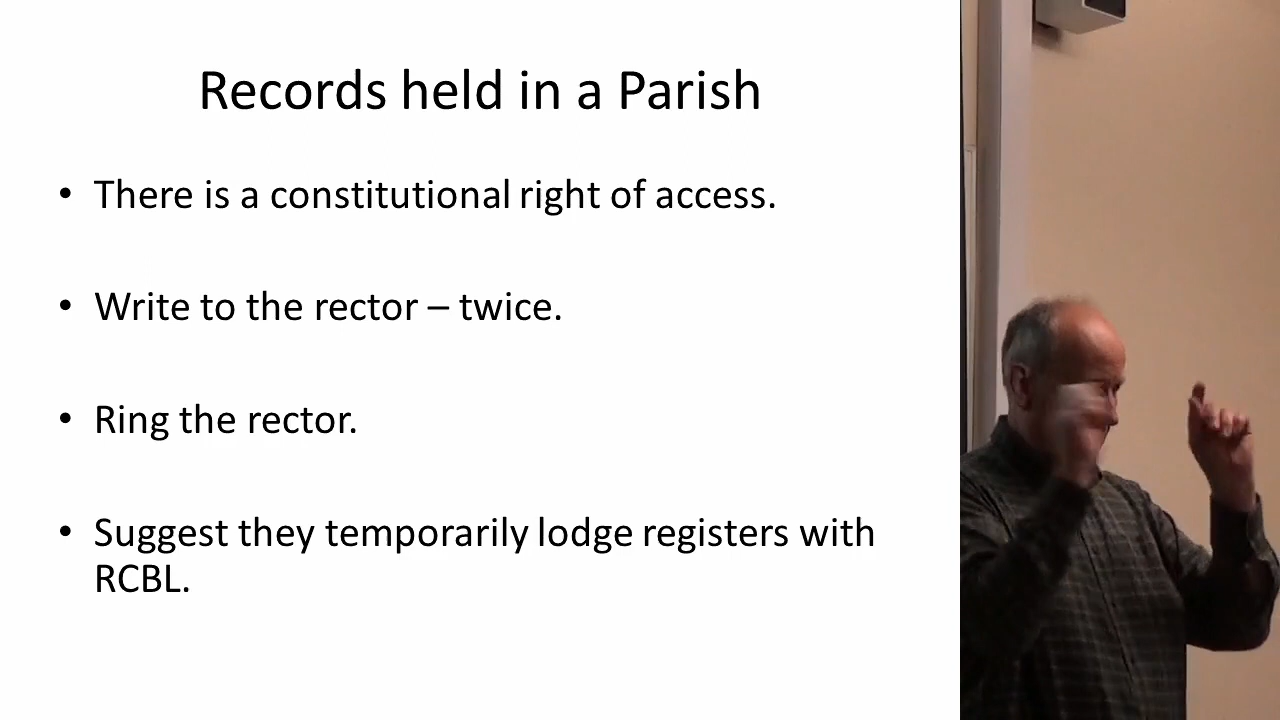 Records held in a Parish
• There is a constitutional right of access.
• Write to the rector – twice.
• Ring the rector.
• Suggest they temporarily lodge registers with
RCBL.